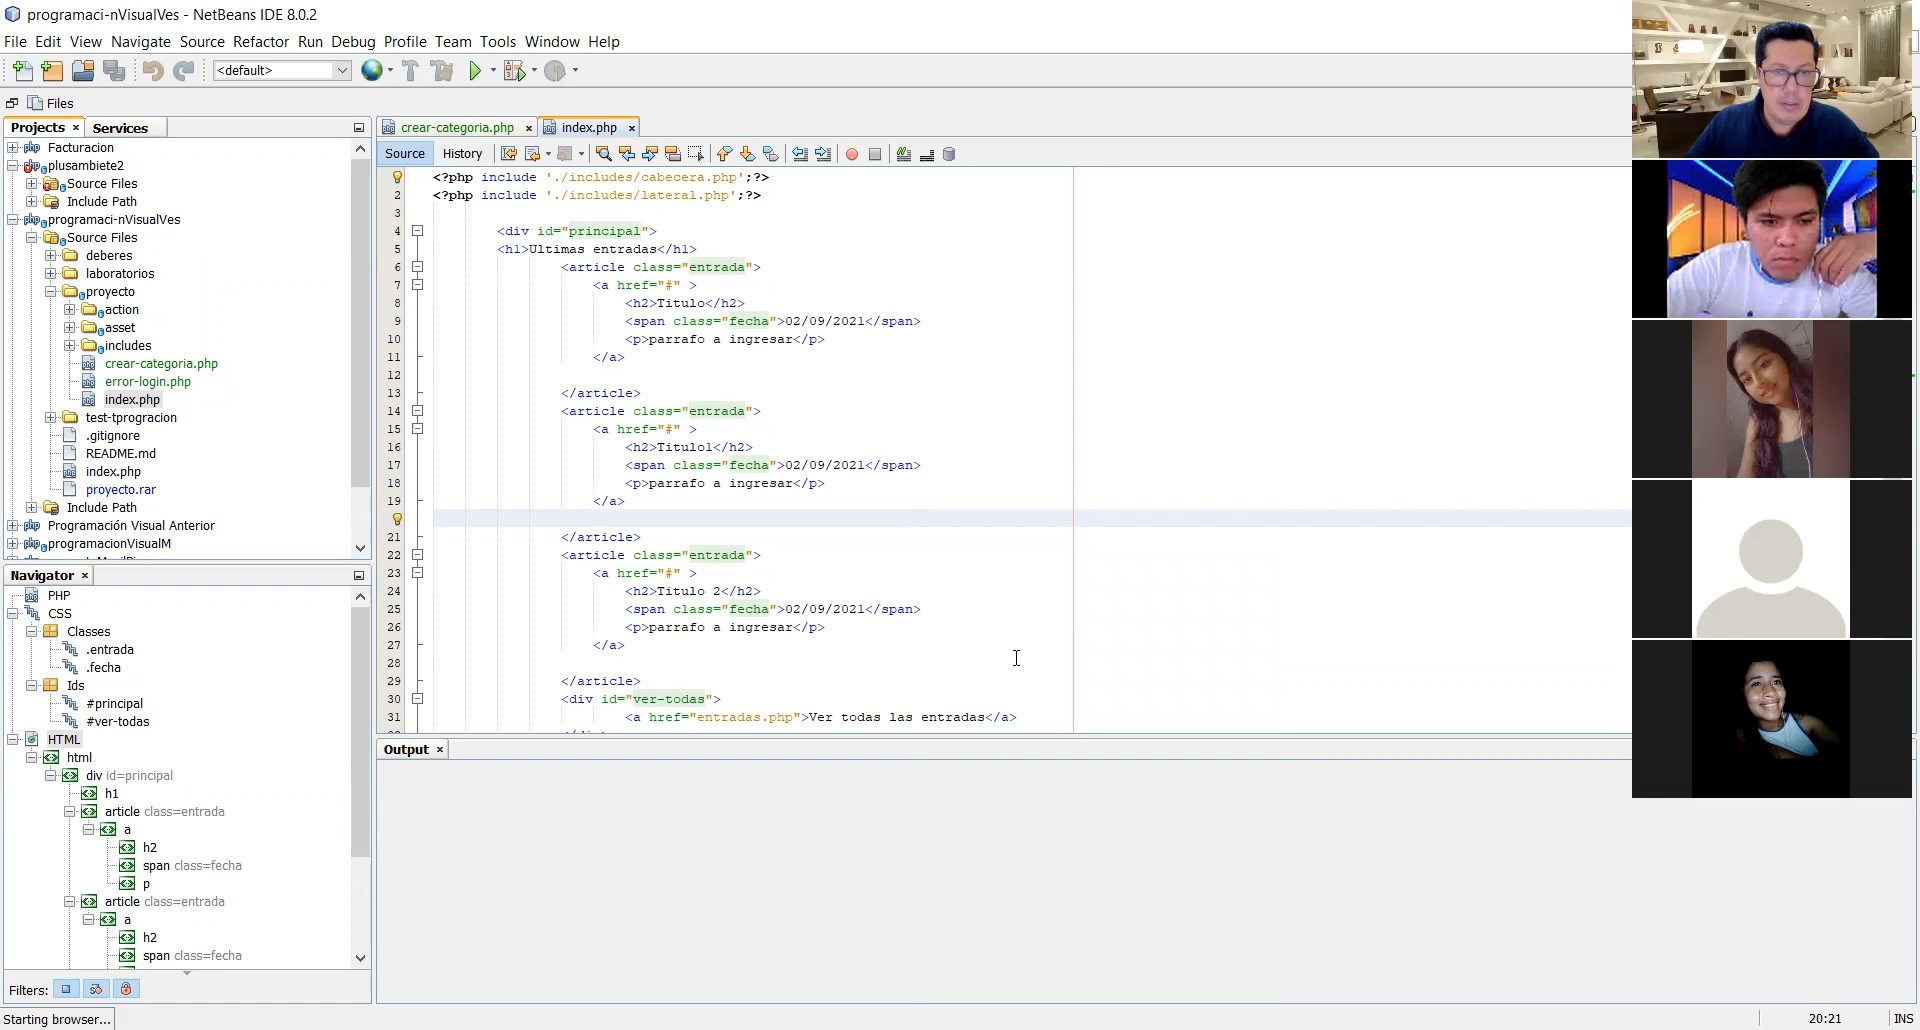 programaci-nVisualVes - NetBeans IDE 8.0.2
File Edit View Navigate Source Refactor Run Debug Profile Team Tools Window Help
<default>
Files
Projects × Services
Facturacion
plusambiete2
Source Files
Include Path
programaci-nVisualVes
Source Files
deberes
laboratorios
proyecto
action
asset
includes
crear-categoria.php
error-login.php
index.php
test-tprogracion
.gitignore
README.md
index.php
proyecto.rar
Include Path
Programación Visual Anterior
programacionVisualM
Navigator ×
PHP
CSS
Classes
.entrada
.fecha
Ids
#principal
#ver-todas
HTML
html
div id=principal
h1
article class=entrada
a
h2
span class=fecha
p
article class=entrada
a
h2
span class=fecha
Filters:
crear-categoria.php × index.php ×
Source History
<?php include './includes/cabecera.php';?>
2 <?php include './includes/lateral.php';?>
3
4 <div id="principal">
5 <h1>Ultimas entradas</h1>
6 <article class="entrada">
7 <a href="#" >
8 <h2>Titulo</h2>
9 <span class="fecha">02/09/2021</span>
10 <p>parrafo a ingresar</p>
11 </a>
12
13 </article>
14 <article class="entrada">
15 <a href="#" >
16 <h2>Titulo1</h2>
17 <span class="fecha">02/09/2021</span>
18 <p>parrafo a ingresar</p>
19 </a>
21 </article>
22 <article class="entrada">
23 <a href="#" >
24 <h2>Titulo 2</h2>
25 <span class="fecha">02/09/2021</span>
26 <p>parrafo a ingresar</p>
27 </a>
28
29 </article>
30 <div id="ver-todas">
31 <a href="entradas.php">Ver todas las entradas</a>
Output ×
Starting browser...
20:21 INS